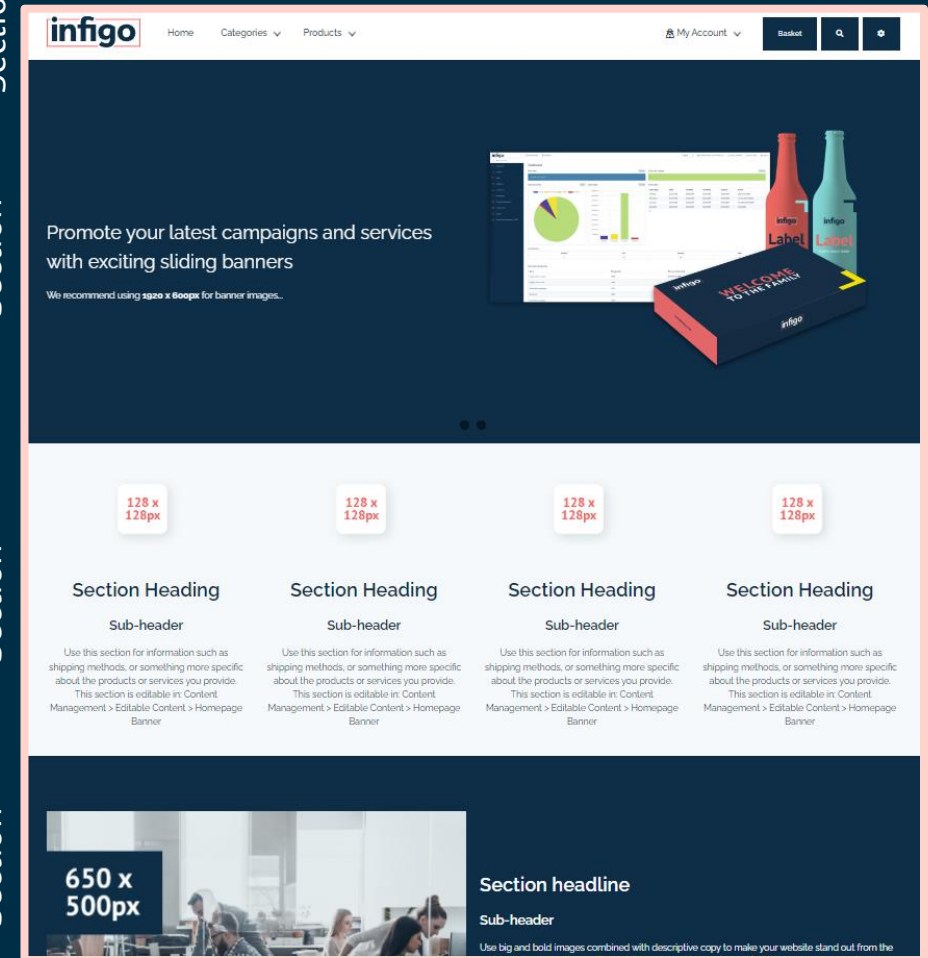 infigo
Home Categories Products My Account Basket
infigo infigo
Label Label
Promote your latest campaigns and services
with exciting sliding banners
We recommend using 1920 x 600px for banner images...
infigo
WELCOME
TO THE FAMILY
infigo
128 x
128px
128 x
128px
128 x
128px
128 x
128px
Section Heading
Sub-header
Use this section for information such as
shipping methods, or something more specific
about the products or services you provide.
This section is editable in: Content
Management > Editable Content > Homepage
Banner
Section Heading
Sub-header
Use this section for information such as
shipping methods, or something more specific
about the products or services you provide.
This section is editable in: Content
Management > Editable Content > Homepage
Banner
Section Heading
Sub-header
Use this section for information such as
shipping methods, or something more specific
about the products or services you provide.
This section is editable in: Content
Management > Editable Content > Homepage
Banner
Section Heading
Sub-header
Use this section for information such as
shipping methods, or something more specific
about the products or services you provide.
This section is editable in: Content
Management > Editable Content > Homepage
Banner
650 x
500px
Section headline
Sub-header
Use big and bold images combined with descriptive copy to make your website stand out from the